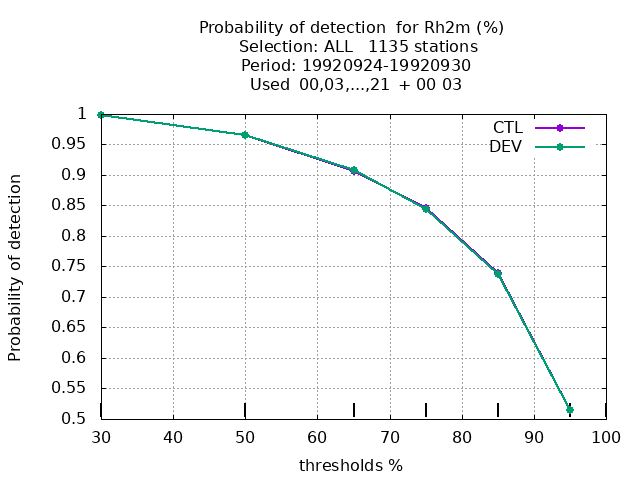 Probability of detection  for Rh2m (%)
Selection: ALL   1135 stations
Period: 19920924-19920930
Used  00,03,...,21  + 00 03
CTL
DEV
1
0.95
0.9
0.85
0.8
0.75
0.7
0.65
0.6
0.55
0.5
Probability of detection
30 40 50 60 70 80 90 100
thresholds %